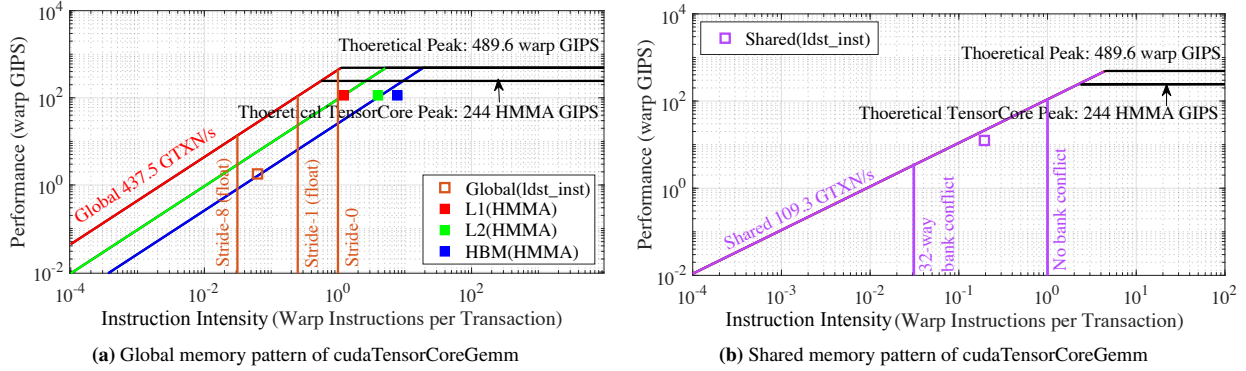 Performance (warp GIPS)
10^4
10^2
10^0
10^-2
Thoeretical Peak: 489.6 warp GIPS
Thoeretical TensorCore Peak: 244 HMMA GIPS
Global 437.5 GTXN/s
Stride-8 (float)
Stride-1 (float)
Stride-0
Global(ldst_inst)
L1(HMMA)
L2(HMMA)
HBM(HMMA)
10^-4
10^-2
10^0
10^2
Instruction Intensity (Warp Instructions per Transaction)
(a) Global memory pattern of cudaTensorCoreGemm
Performance (warp GIPS)
10^4
10^2
10^0
10^-2
Shared(ldst_inst)
Thoeretical Peak: 489.6 warp GIPS
Thoeretical TensorCore Peak: 244 HMMA GIPS
Shared 109.3 GTXN/s
32-way
bank conflict
No bank conflict
10^-4
10^-3
10^-2
10^-1
10^0
10^1
10^2
Instruction Intensity (Warp Instructions per Transaction)
(b) Shared memory pattern of cudaTensorCoreGemm